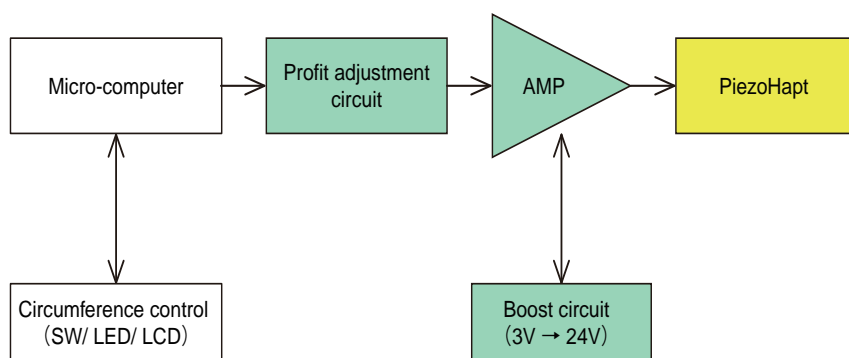 Micro-computer
Profit adjustment
circuit
AMP
PiezoHapt
Circumference control
（SW/ LED/ LCD）
Boost circuit
（3V → 24V）